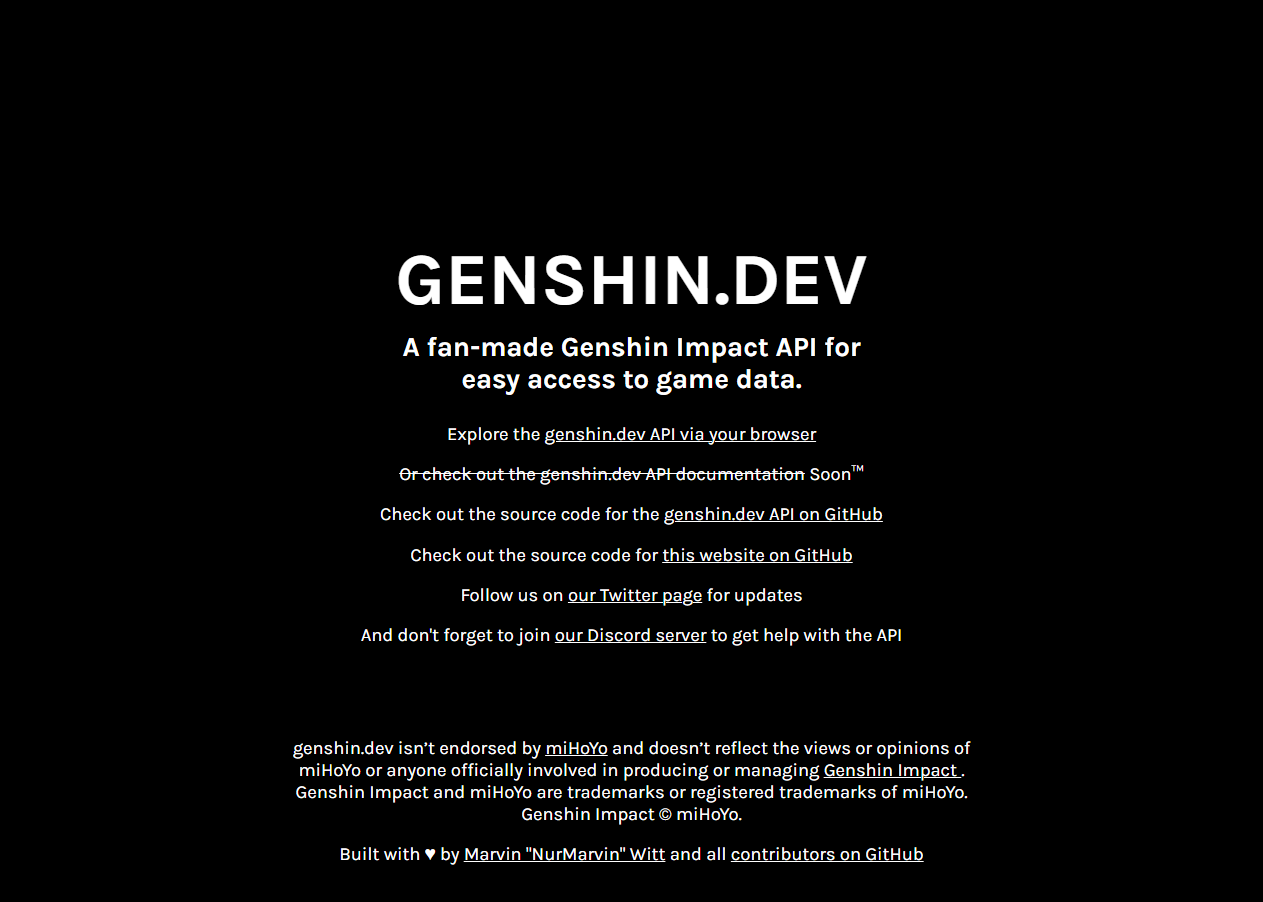 GENSHIN.DEV
A fan-made Genshin Impact API for
easy access to game data.
Explore the genshin.dev API via your browser
Or check out the genshin.dev API documentation Soon™
Check out the source code for the genshin.dev API on GitHub
Check out the source code for this website on GitHub
Follow us on our Twitter page for updates
And don't forget to join our Discord server to get help with the API
genshin.dev isn’t endorsed by miHoYo and doesn’t reflect the views or opinions of
miHoYo or anyone officially involved in producing or managing Genshin Impact .
Genshin Impact and miHoYo are trademarks or registered trademarks of miHoYo.
Genshin Impact © miHoYo.
Built with ♥ by Marvin "NurMarvin" Witt and all contributors on GitHub